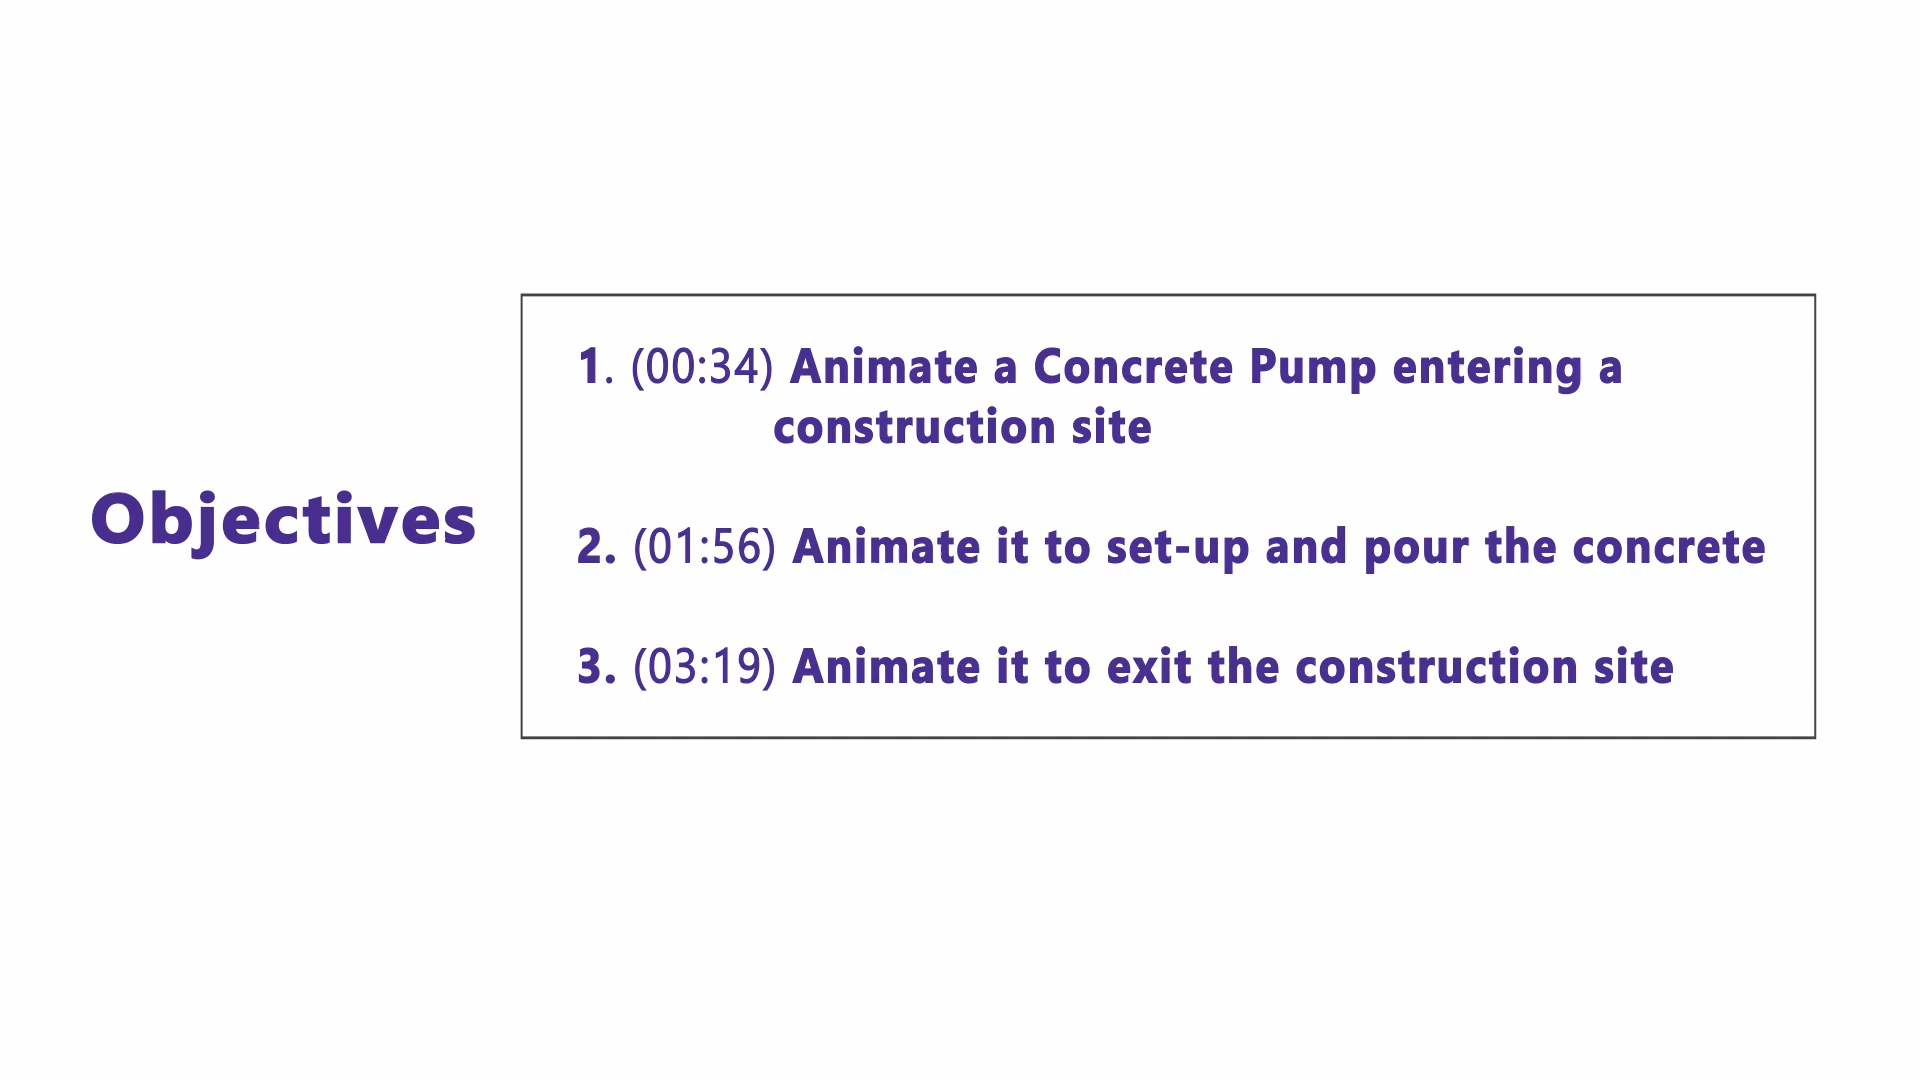 Objectives
1. (00:34) Animate a Concrete Pump entering a
construction site
2. (01:56) Animate it to set-up and pour the concrete
3. (03:19) Animate it to exit the construction site